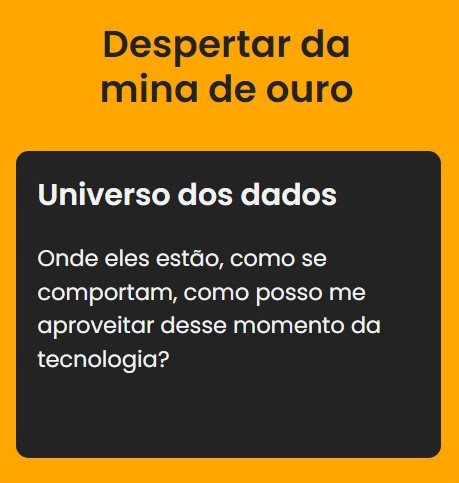 Despertar da
mina de ouro
Universo dos dados
Onde eles estão, como se
comportam, como posso me
aproveitar desse momento da
tecnologia?